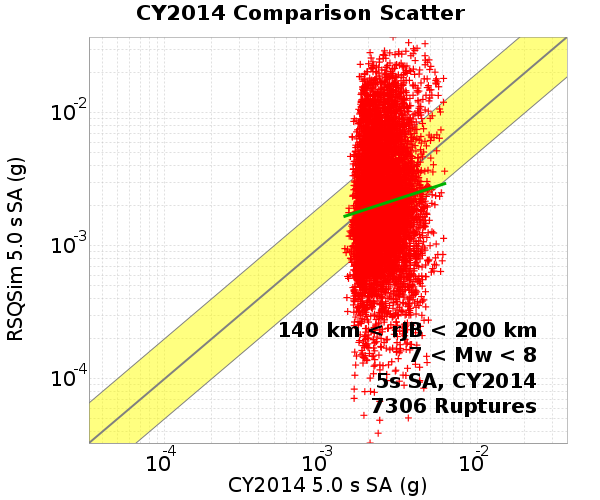 CY2014 Comparison Scatter
RSQSim 5.0 s SA (g)
10-2
10-3
10-4
140 km < rJB < 200 km
7 < Mw < 8
5s SA, CY2014
7306 Ruptures
10-4
10-3
10-2
CY2014 5.0 s SA (g)